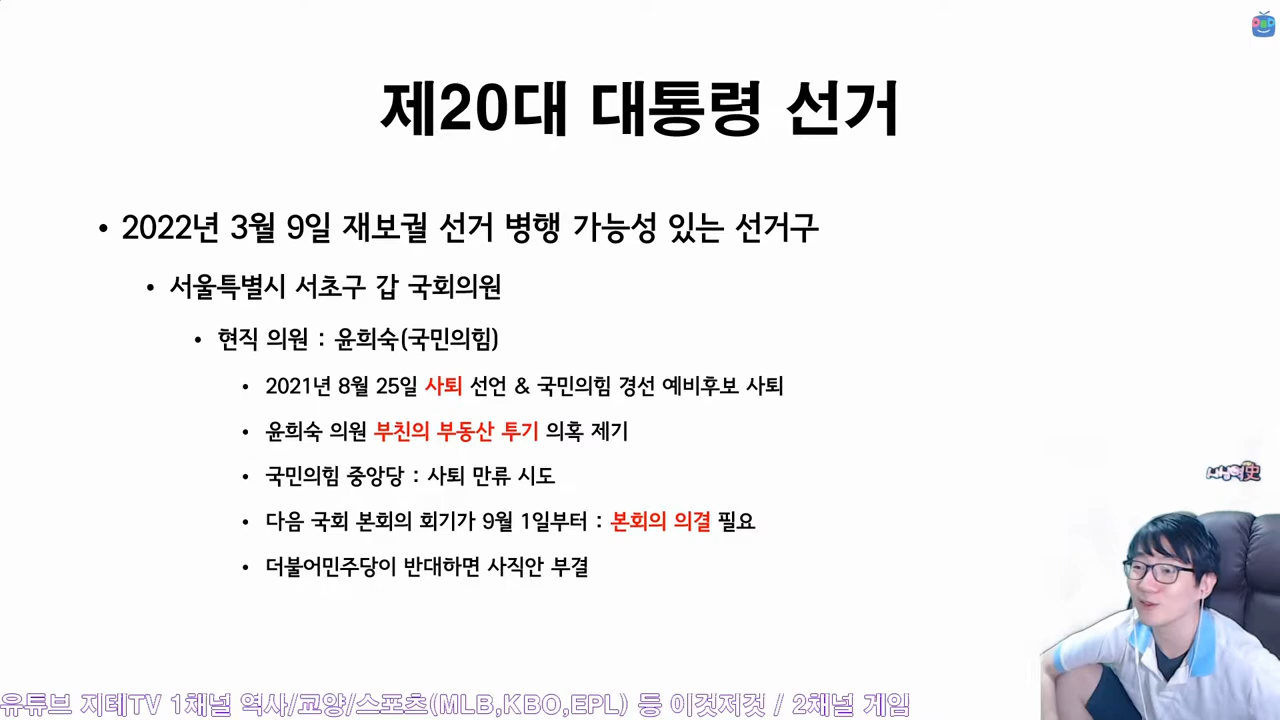 제20대 대통령 선거
• 2022년 3월 9일 재보궐 선거 병행 가능성 있는 선거구
• 서울특별시 서초구 갑 국회의원
• 현직 의원 : 윤희숙(국민의힘)
• 2021년 8월 25일 사퇴 선언 & 국민의힘 경선 예비후보 사퇴
• 윤희숙 의원 부친의 부동산 투기 의혹 제기
• 국민의힘 중앙당 : 사퇴 만류 시도
• 다음 국회 본회의 회기가 9월 1일부터 : 본회의 의결 필요
• 더불어민주당이 반대하면 사직안 부결
유튜브 지테TV 1채널 역사/교양/스포츠(MLB,KBO,EPL) 등 이것저것 / 2채널 게임